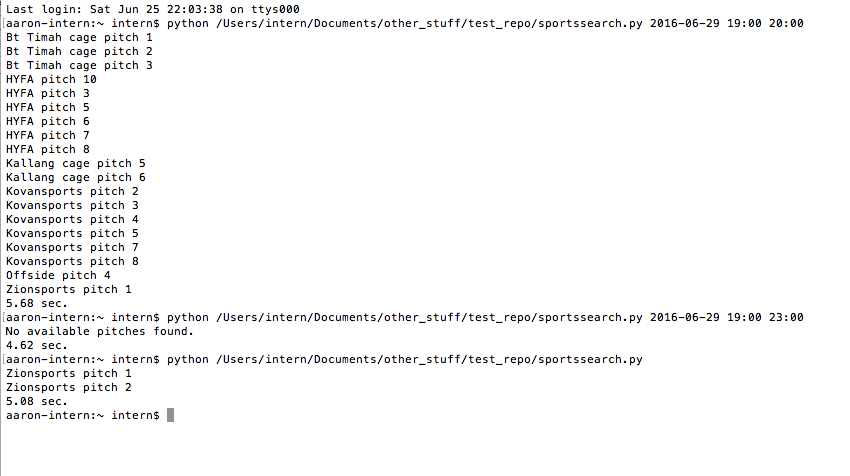 Last login: Sat Jun 25 22:03:38 on ttys000
[aaron-intern:~ intern$ python /Users/intern/Documents/other_stuff/test_repo/sportssearch.py 2016-06-29 19:00 20:00
Bt Timah cage pitch 1
Bt Timah cage pitch 2
Bt Timah cage pitch 3
HYFA pitch 10
HYFA pitch 3
HYFA pitch 5
HYFA pitch 6
HYFA pitch 7
HYFA pitch 8
Kallang cage pitch 5
Kallang cage pitch 6
Kovansports pitch 2
Kovansports pitch 3
Kovansports pitch 4
Kovansports pitch 5
Kovansports pitch 7
Kovansports pitch 8
Offside pitch 4
Zionsports pitch 1
5.68 sec.
[aaron-intern:~ intern$ python /Users/intern/Documents/other_stuff/test_repo/sportssearch.py 2016-06-29 19:00 23:00
No available pitches found.
4.62 sec.
[aaron-intern:~ intern$ python /Users/intern/Documents/other_stuff/test_repo/sportssearch.py
Zionsports pitch 1
Zionsports pitch 2
5.08 sec.
aaron-intern:~ intern$